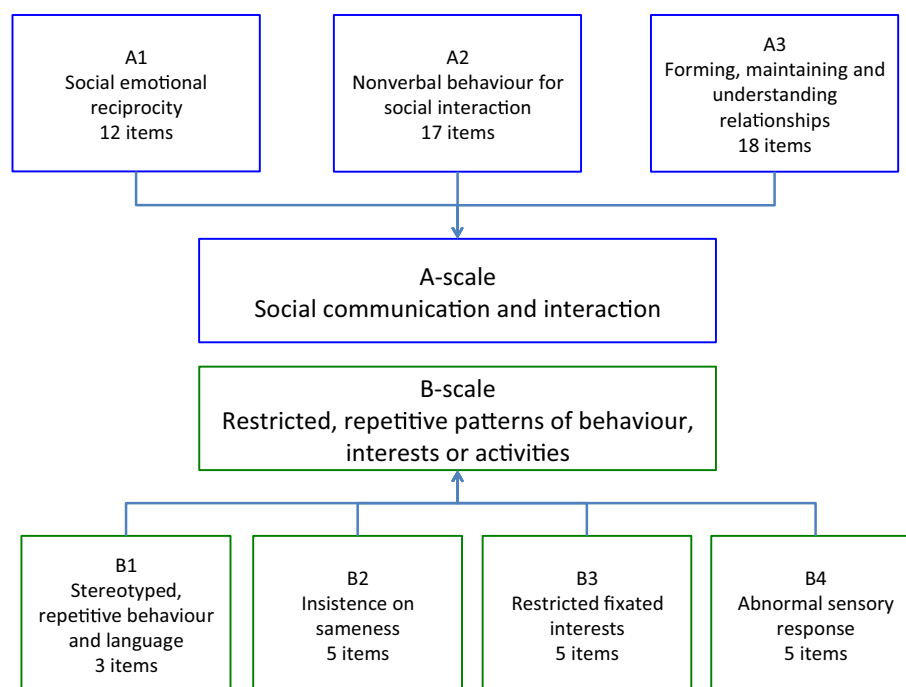 A1
Social emotional
reciprocity
12 items
A2
Nonverbal behaviour for
social interaction
17 items
A3
Forming, maintaining and
understanding
relationships
18 items
A-scale
Social communication and interaction
B-scale
Restricted, repetitive patterns of behaviour,
interests or activities
B1
Stereotyped,
repetitive behaviour
and language
3 items
B2
Insistence on
sameness
5 items
B3
Restricted fixated
interests
5 items
B4
Abnormal sensory
response
5 items